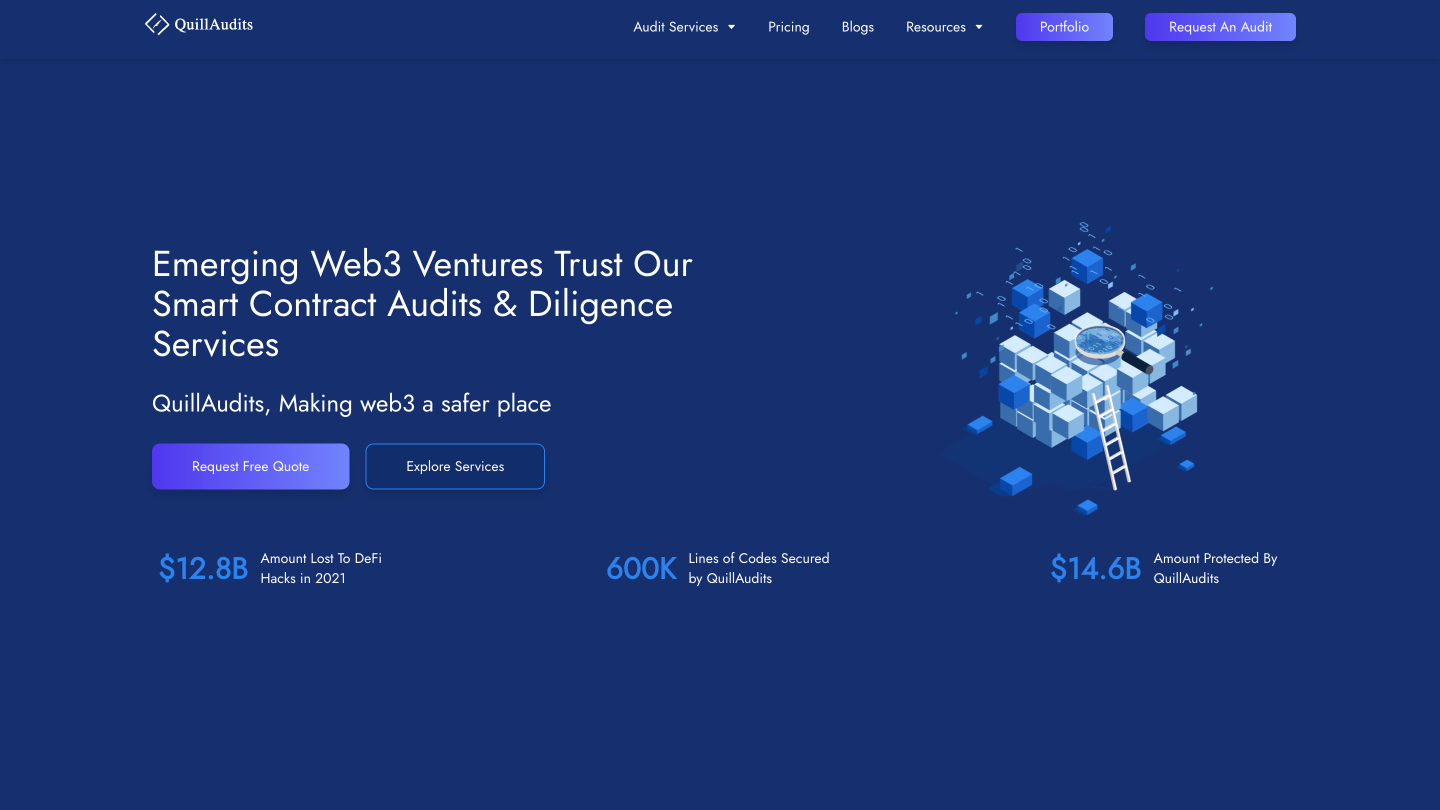 QuillAudits
Audit Services
Pricing
Blogs
Resources
Portfolio
Request An Audit
Emerging Web3 Ventures Trust Our
Smart Contract Audits & Diligence
Services
QuillAudits, Making web3 a safer place
Request Free Quote
Explore Services
$12.8B
Amount Lost To DeFi
Hacks in 2021
600K
Lines of Codes Secured
by QuillAudits
$14.6B
Amount Protected By
QuillAudits